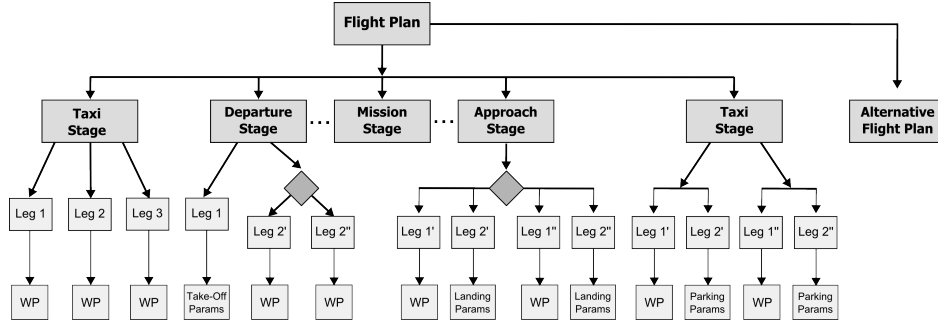 Flight Plan
Taxi
Stage
Departure
Stage
...
Mission
Stage
...
Approach
Stage
Taxi
Stage
Alternative
Flight Plan
Leg 1
Leg 2
Leg 3
Leg 1
Leg 2'
Leg 2"
Leg 1'
Leg 2'
Leg 1"
Leg 2"
Leg 1'
Leg 2'
Leg 1"
Leg 2"
WP
WP
WP
Take-Off
Params
WP
WP
WP
Landing
Params
WP
Landing
Params
WP
Parking
Params
WP
Parking
Params